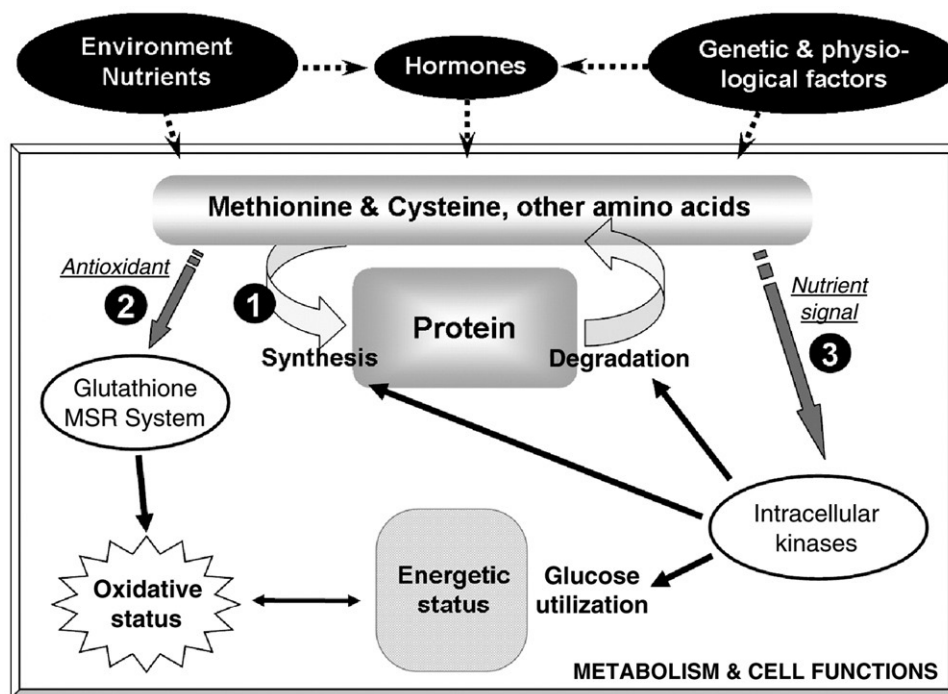 Environment
Nutrients
Hormones
Genetic & physio-
logical factors
Methionine & Cysteine, other amino acids
Antioxidant
2
1
Nutrient
signal
3
Protein
Synthesis
Degradation
Glutathione
MSR System
Intracellular
kinases
Oxidative
status
Energetic
status
Glucose
utilization
METABOLISM & CELL FUNCTIONS